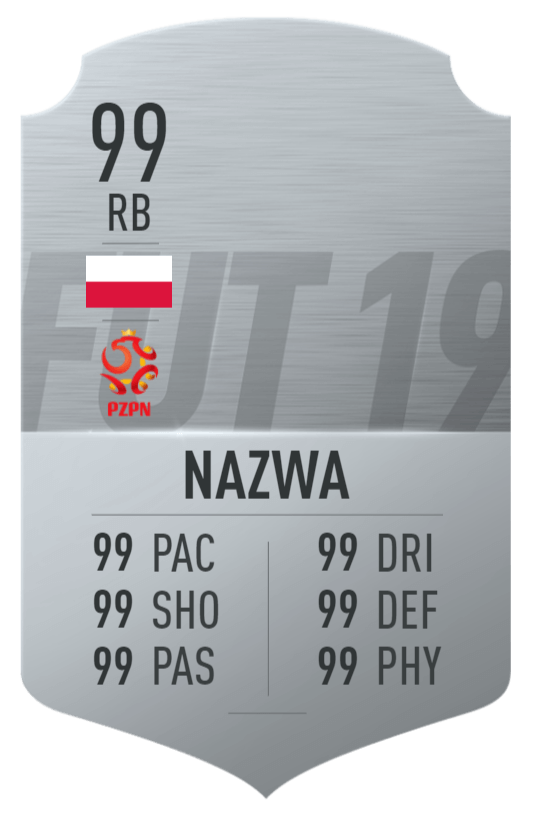 99
RB
FUT 19
PZPN
NAZWA
99 PAC
99 DRI
99 SHO
99 DEF
99 PAS
99 PHY